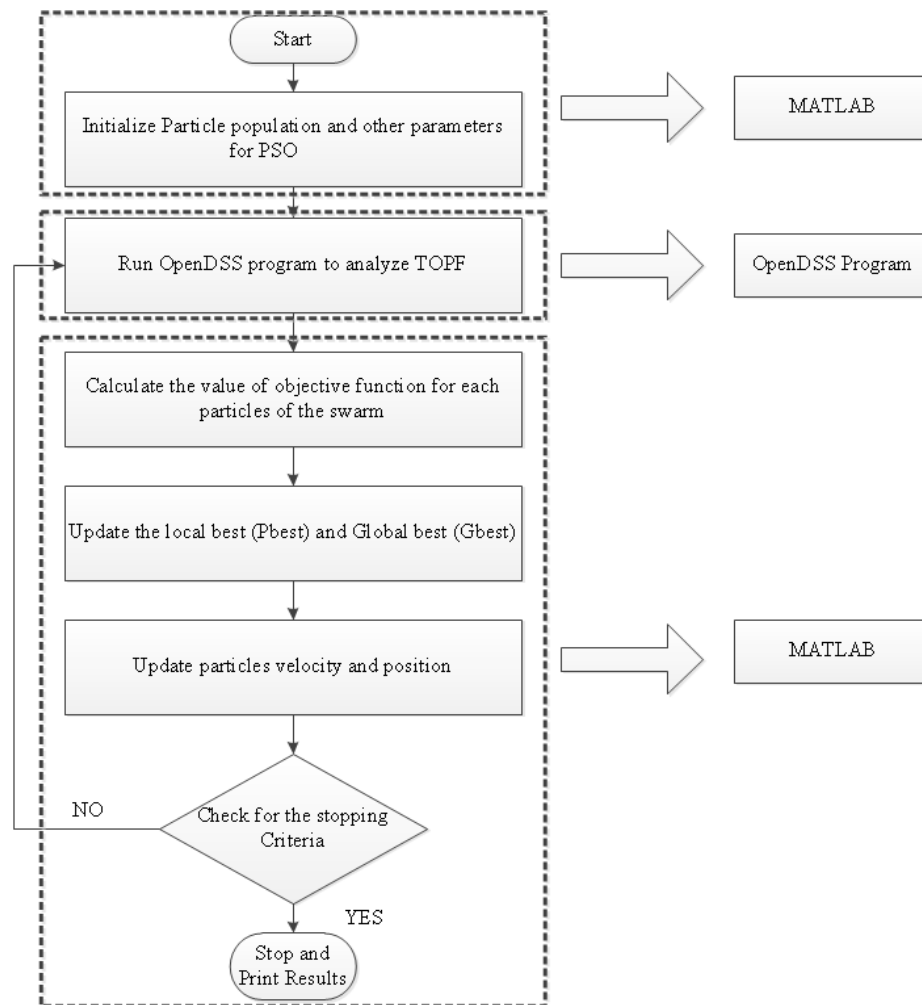 Start
MATLAB
Initialize Particle population and other parameters
for PSO
Run OpenDSS program to analyze TOPF
OpenDSS Program
Calculate the value of objective function for each
particles of the swarm
Update the local best (Pbest) and Global best (Gbest)
Update particles velocity and position
MATLAB
Check for the stopping
Criteria
NO
YES
Stop and
Print Results